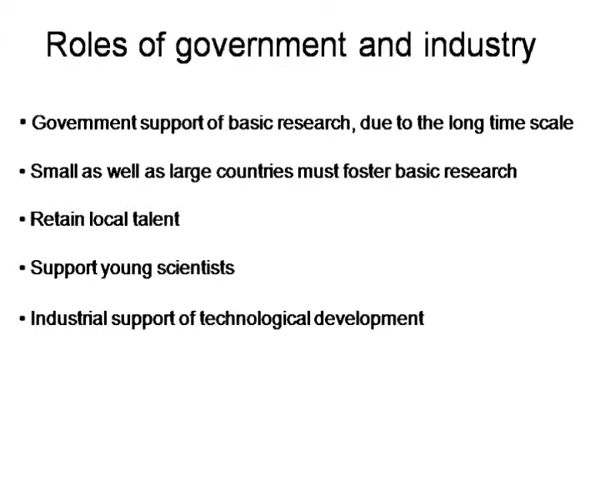 Roles of government and industry
• Government support of basic research, due to the long time scale
• Small as well as large countries must foster basic research
• Retain local talent
• Support young scientists
• Industrial support of technological development